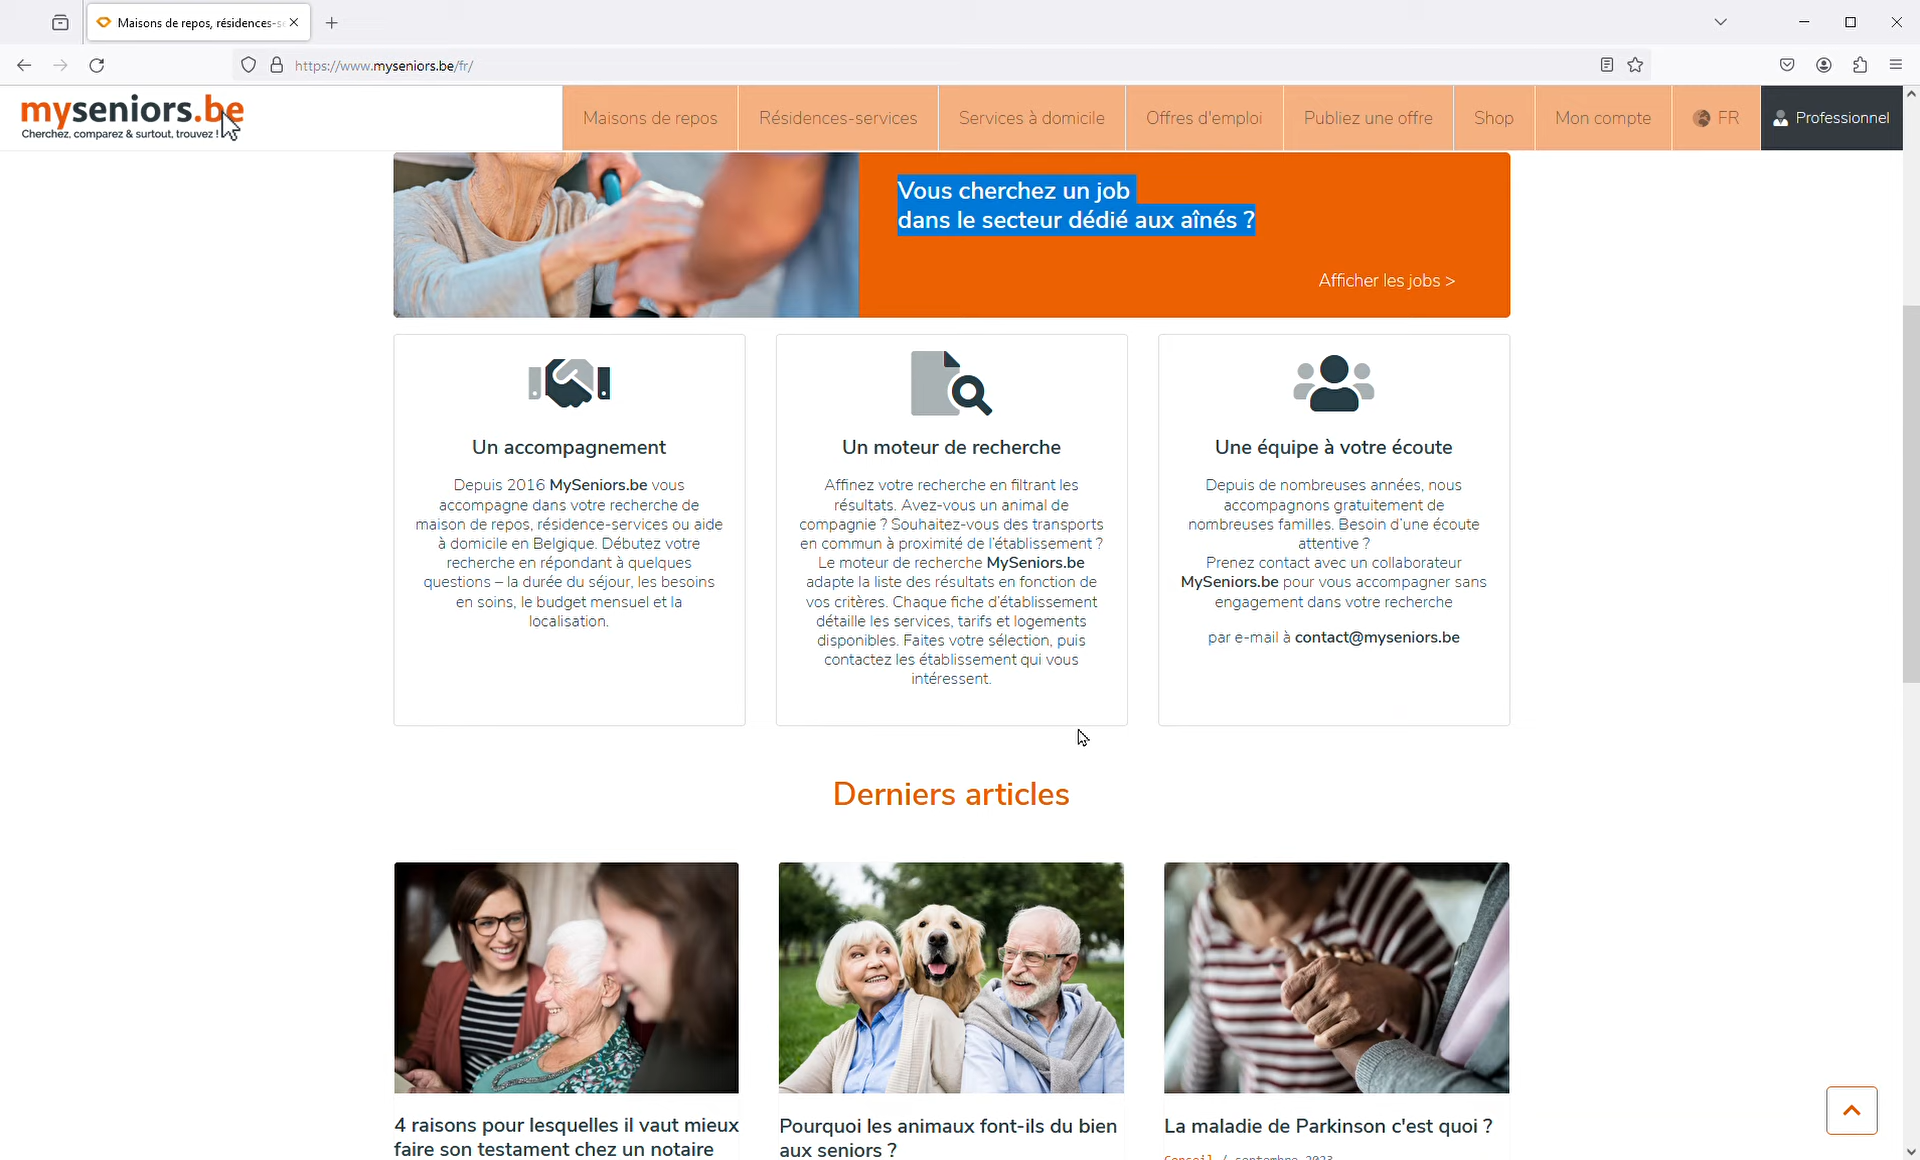 Maisons de repos, résidences-s
https://www.myseniors.be/fr/
myseniors.be
Cherchez, comparez & surtout, trouvez !
Maisons de repos
Résidences-services
Services à domicile
Offres d'emploi
Publiez une offre
Shop
Mon compte
FR
Professionnel
Vous cherchez un job
dans le secteur dédié aux aînés ?
Afficher les jobs >
Un accompagnement
Depuis 2016 MySeniors.be vous
accompagne dans votre recherche de
maison de repos, résidence-services ou aide
à domicile en Belgique. Débutez votre
recherche en répondant à quelques
questions – la durée du séjour, les besoins
en soins, le budget mensuel et la
localisation.
Un moteur de recherche
Affinez votre recherche en filtrant les
résultats. Avez-vous un animal de
compagnie ? Souhaitez-vous des transports
en commun à proximité de l'établissement ?
Le moteur de recherche MySeniors.be
adapte la liste des résultats en fonction de
vos critères. Chaque fiche d'établissement
détaille les services, tarifs et logements
disponibles. Faites votre sélection, puis
contactez les établissement qui vous
intéressent.
Une équipe à votre écoute
Depuis de nombreuses années, nous
accompagnons gratuitement de
nombreuses familles. Besoin d'une écoute
attentive ?
Prenez contact avec un collaborateur
MySeniors.be pour vous accompagner sans
engagement dans votre recherche
par e-mail à contact@myseniors.be
Derniers articles
4 raisons pour lesquelles il vaut mieux
faire son testament chez un notaire
Pourquoi les animaux font-ils du bien
aux seniors ?
La maladie de Parkinson c'est quoi ?
Conseil / septembre 2023